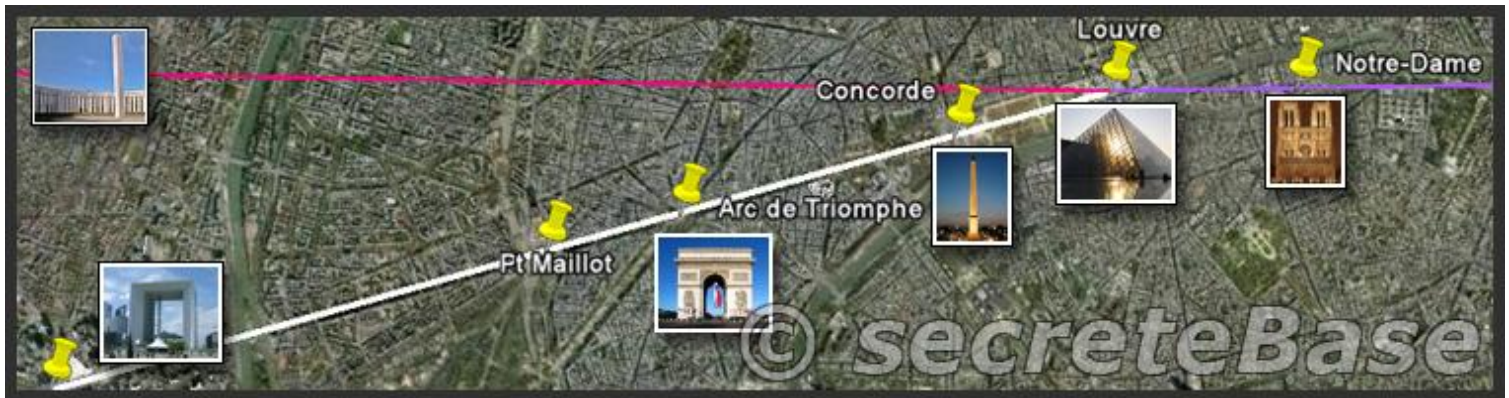 Louvre
Notre-Dame
Concorde
Arc de Triomphe
Pt Maillot
© secreteBase